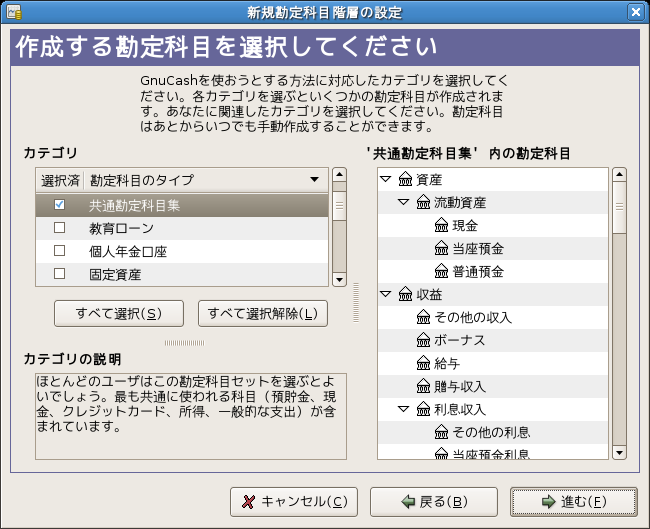 新規勘定科目階層の設定
作成する勘定科目を選択してください
GnuCashを使おうとする方法に対応したカテゴリを選択してく
ださい。各カテゴリを選ぶといくつかの勘定科目が作成されま
す。あなたに関連したカテゴリを選択してください。勘定科目
はあとからいつでも手動作成することができます。
カテゴリ
選択済 勘定科目のタイプ
共通勘定科目集
教育ローン
個人年金口座
固定資産
すべて選択(S) すべて選択解除(L)
カテゴリの説明
ほとんどのユーザはこの勘定科目セットを選ぶとよ
いでしょう。最も共通に使われる科目（預貯金、現
金、クレジットカード、所得、一般的な支出）が含
まれています。
'共通勘定科目集' 内の勘定科目
資産
流動資産
現金
当座預金
普通預金
収益
その他の収入
ボーナス
給与
贈与収入
利息収入
その他の利息
当座預金利息
キャンセル(C) 戻る(B) 進む(F)